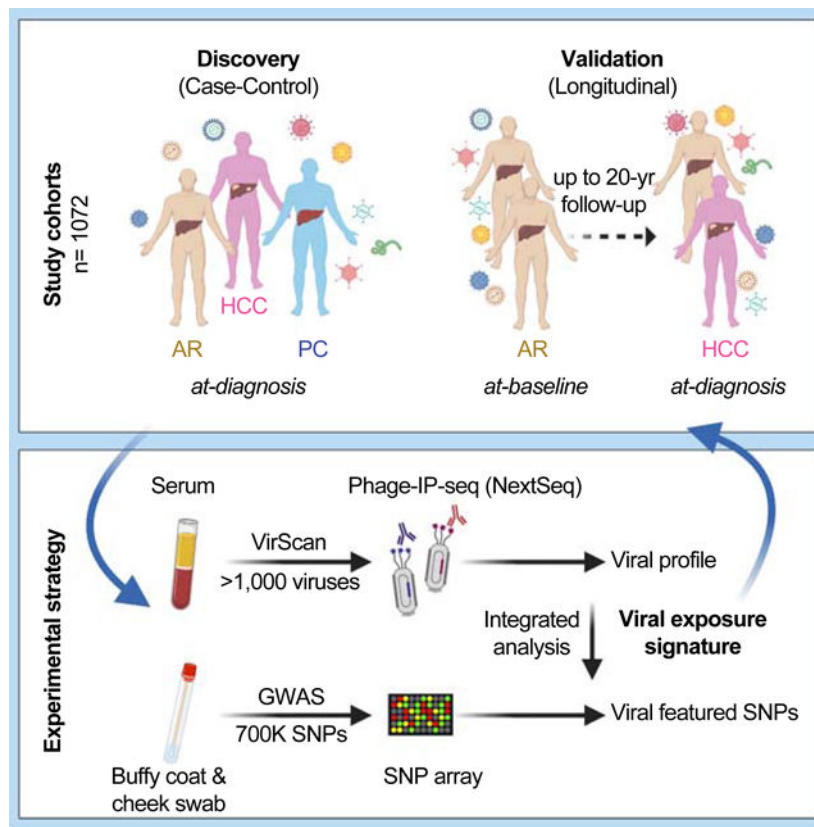 Discovery
(Case-Control)
Validation
(Longitudinal)
Study cohorts
n= 1072
up to 20-yr
follow-up
HCC
AR
PC
AR
HCC
at-diagnosis
at-baseline
at-diagnosis
Experimental strategy
Serum
Phage-IP-seq (NextSeq)
VirScan
>1,000 viruses
Viral profile
Integrated
analysis
Viral exposure
signature
GWAS
700K SNPs
Viral featured SNPs
Buffy coat &
cheek swab
SNP array